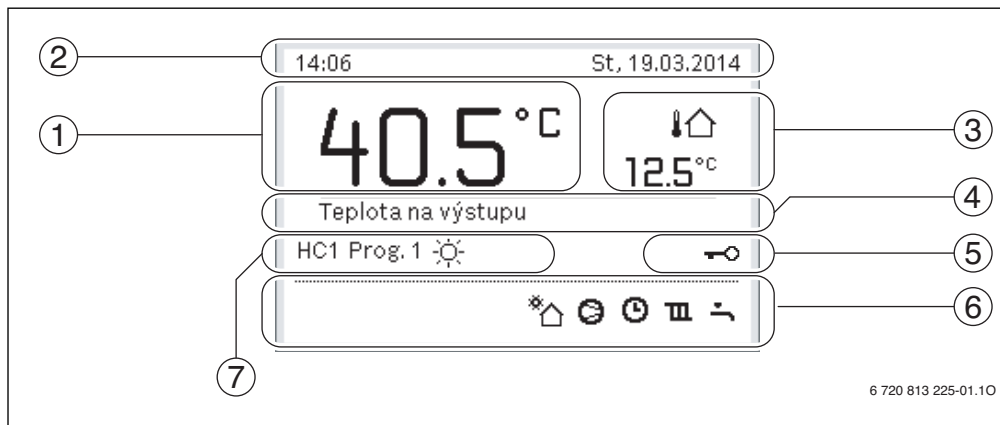 2
14:06 St, 19.03.2014
1
40.5°C
3
12.5°C
4
Teplota na výstupu
HC1 Prog. 1
5
6
7
6 720 813 225-01.1O